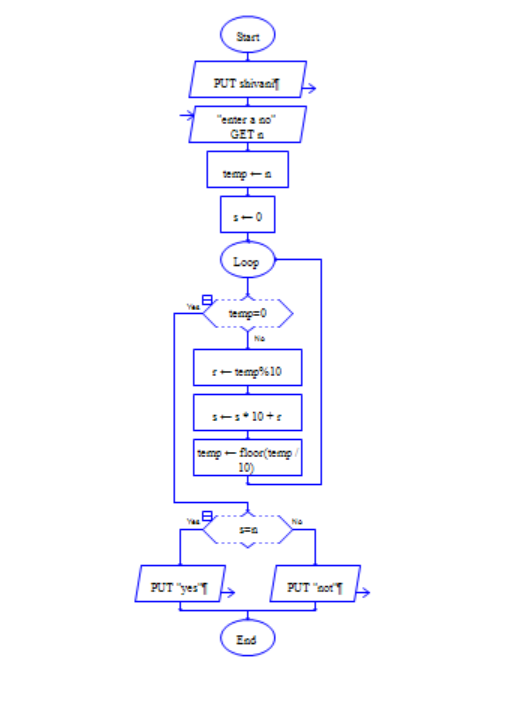 Start
PUT shivani¶
"enter a no"
GET n
temp ← n
s ← 0
Loop
Yes
temp=0
No
r ← temp%10
s ← s * 10 + r
temp ← floor(temp /
10)
Yes
s=n
No
PUT "yes"¶
PUT "not"¶
End